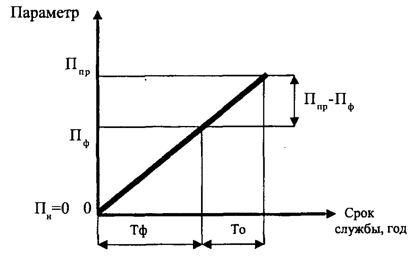 Параметр
Ппр
Ппр-Пф
Пф
Пн=0 0
Тф То
Срок
службы, год